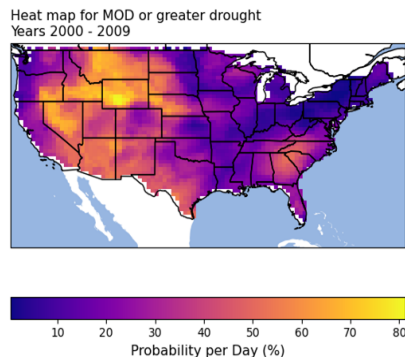 Heat map for MOD or greater drought
Years 2000 - 2009
10 20 30 40 50 60 70 80
Probability per Day (%)